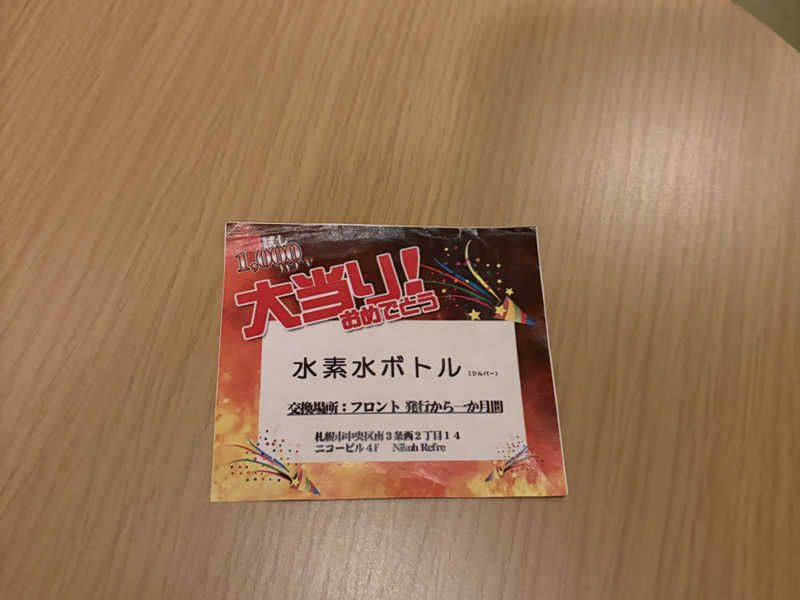 1,000
大当り!
おめでとう
水素水ボトル (シルバー)
交換場所:フロント 発行から一か月間
札幌市中央区南3条西2丁目14
ニコービル4F Nikoh Refre